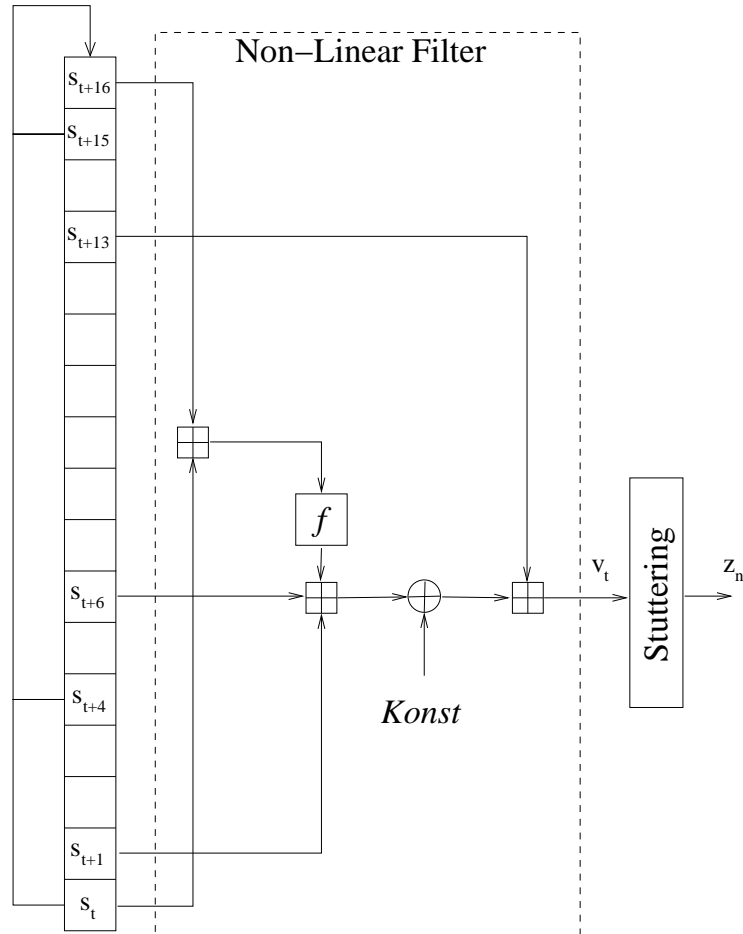 Non−Linear Filter
s_{t+16}
s_{t+15}
s_{t+13}
f
s_{t+6}
v_t
Stuttering
z_n
s_{t+4}
Konst
s_{t+1}
s_t